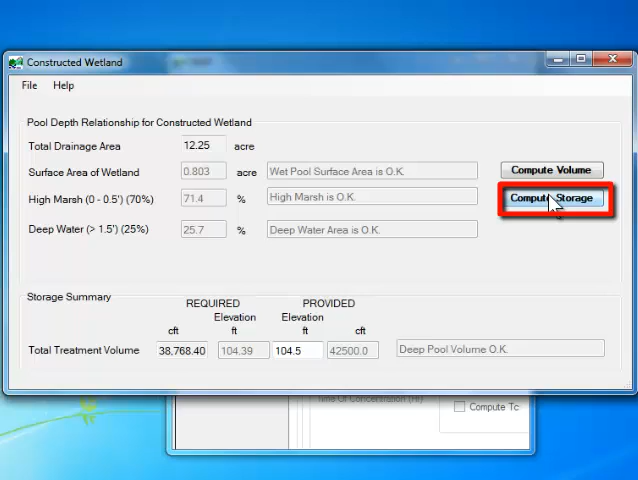 Constructed Wetland
File Help
Pool Depth Relationship for Constructed Wetland
Total Drainage Area 12.25 acre
Surface Area of Wetland 0.803 acre Wet Pool Surface Area is O.K. Compute Volume
High Marsh (0 - 0.5') (70%) 71.4 % High Marsh is O.K. Compute Storage
Deep Water (> 1.5') (25%) 25.7 % Deep Water Area is O.K.
Storage Summary
REQUIRED PROVIDED
Elevation Elevation
cft ft ft cft
Total Treatment Volume 38,768.40 104.39 104.5 42500.0 Deep Pool Volume O.K.
Time Of Concentration (Hr) Compute Tc